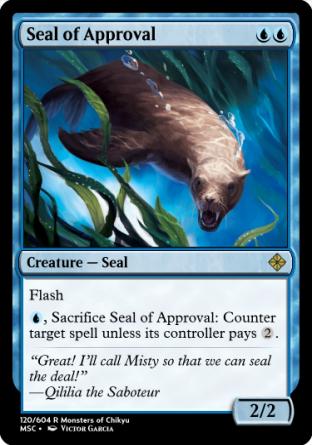 Seal of Approval
Creature — Seal
Flash
, Sacrifice Seal of Approval: Counter
target spell unless its controller pays 2.
“Great! I’ll call Misty so that we can seal
the deal!”
—Qililia the Saboteur
2/2
120/604 R Monsters of Chikyu
MSC • Victor Garcia